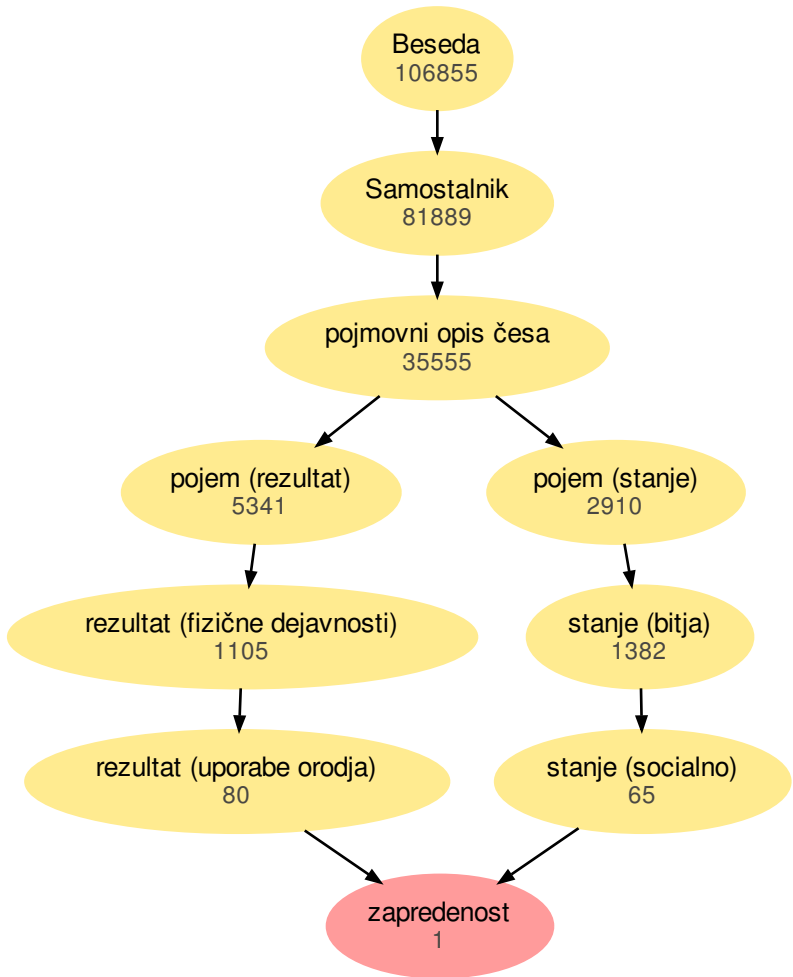 Beseda
106855
Samostalnik
81889
pojmovni opis česa
35555
pojem (rezultat)
5341
pojem (stanje)
2910
rezultat (fizične dejavnosti)
1105
stanje (bitja)
1382
rezultat (uporabe orodja)
80
stanje (socialno)
65
zapredenost
1